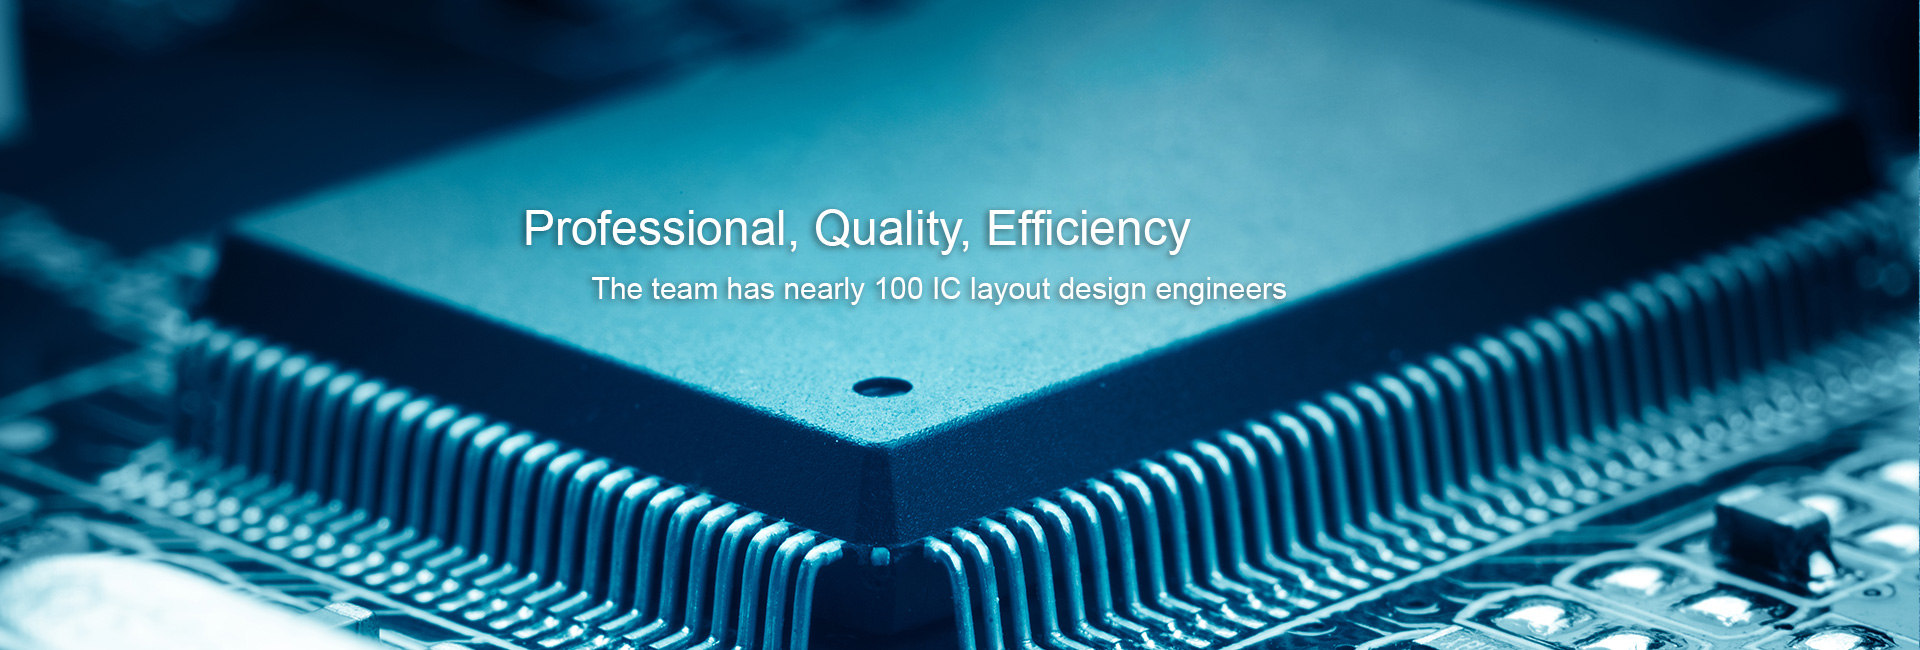 Professional, Quality, Efficiency
The team has nearly 100 IC layout design engineers